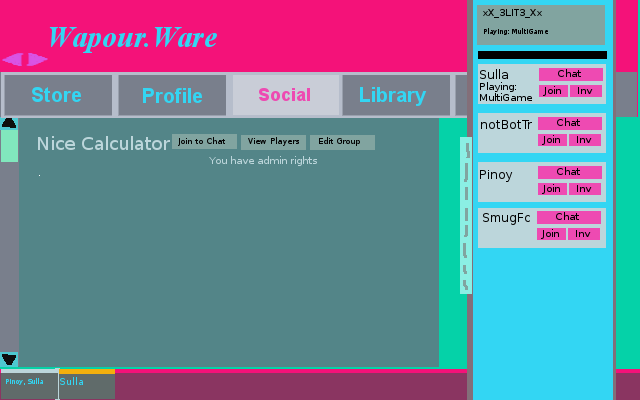 Wapour.Ware
Store
Profile
Social
Library
Nice Calculator
Join to Chat
View Players
Edit Group
You have admin rights
.
xX_3LIT3_Xx
Playing: MultiGame
Sulla
Playing:
MultiGame
Chat
Join
Inv
notBotTr
Chat
Join
Inv
Pinoy
Chat
Join
Inv
SmugFc
Chat
Join
Inv
Pinoy, Sulla
Sulla